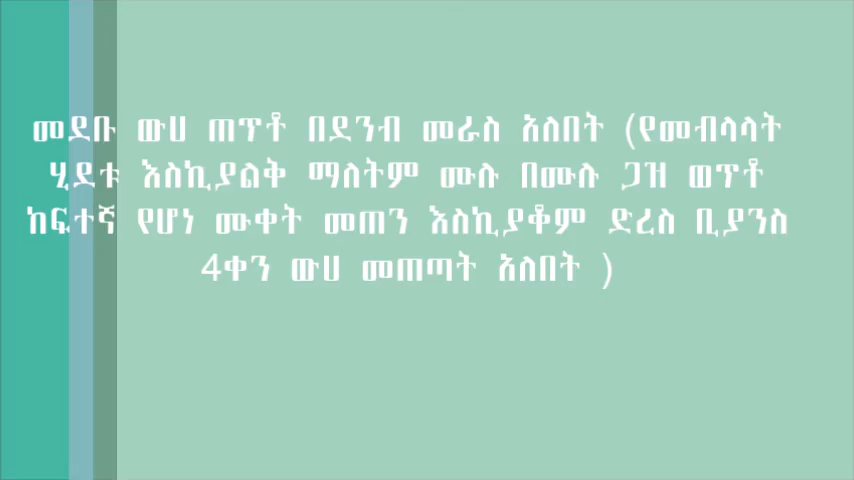 መደቡ ውሀ ጠጥቶ በደንብ መራስ አለበት (የመብላላት
ሂደቱ እስኪያልቅ ማለትም ሙሉ በሙሉ ጋዝ ወጥቶ
ከፍተኛ የሆነ ሙቀት መጠን እስኪያቆም ድረስ ቢያንስ
4ቀን ውሀ መጠጣት አለበት )